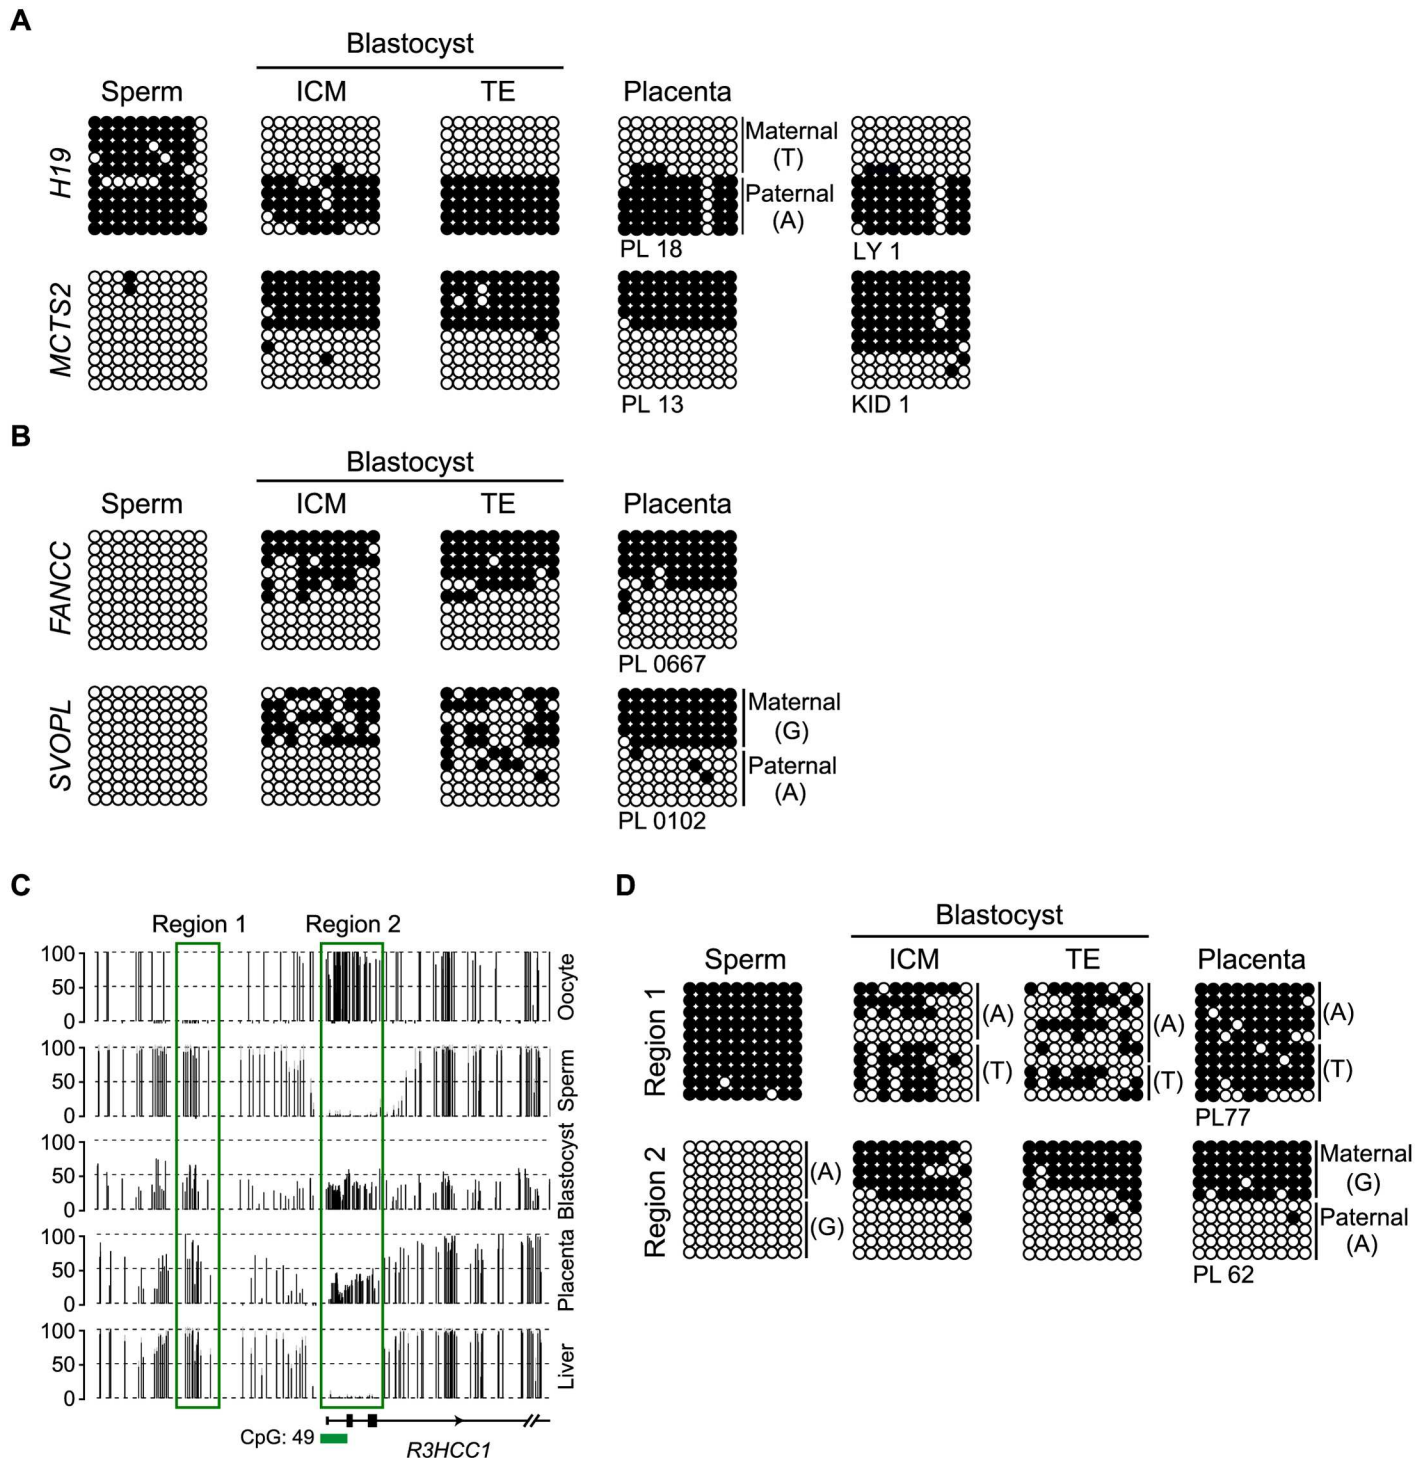 A
Blastocyst
Sperm ICM TE Placenta
H19
Maternal
(T)
Paternal
(A)
PL 18 LY 1
MCTS2
PL 13 KID 1
B
Blastocyst
Sperm ICM TE Placenta
FANCC
PL 0667
SVOPL
Maternal
(G)
Paternal
(A)
PL 0102
C
Region 1 Region 2
100
50
0
Oocyte
100
50
0
Sperm
100
50
0
Blastocyst
100
50
0
Placenta
100
50
0
Liver
CpG: 49
R3HCC1
D
Blastocyst
Sperm ICM TE Placenta
Region 1
(A) (A) (A)
(T) (T) (T)
PL77
Region 2
(A)
(G)
Maternal
(G)
Paternal
(A)
PL 62